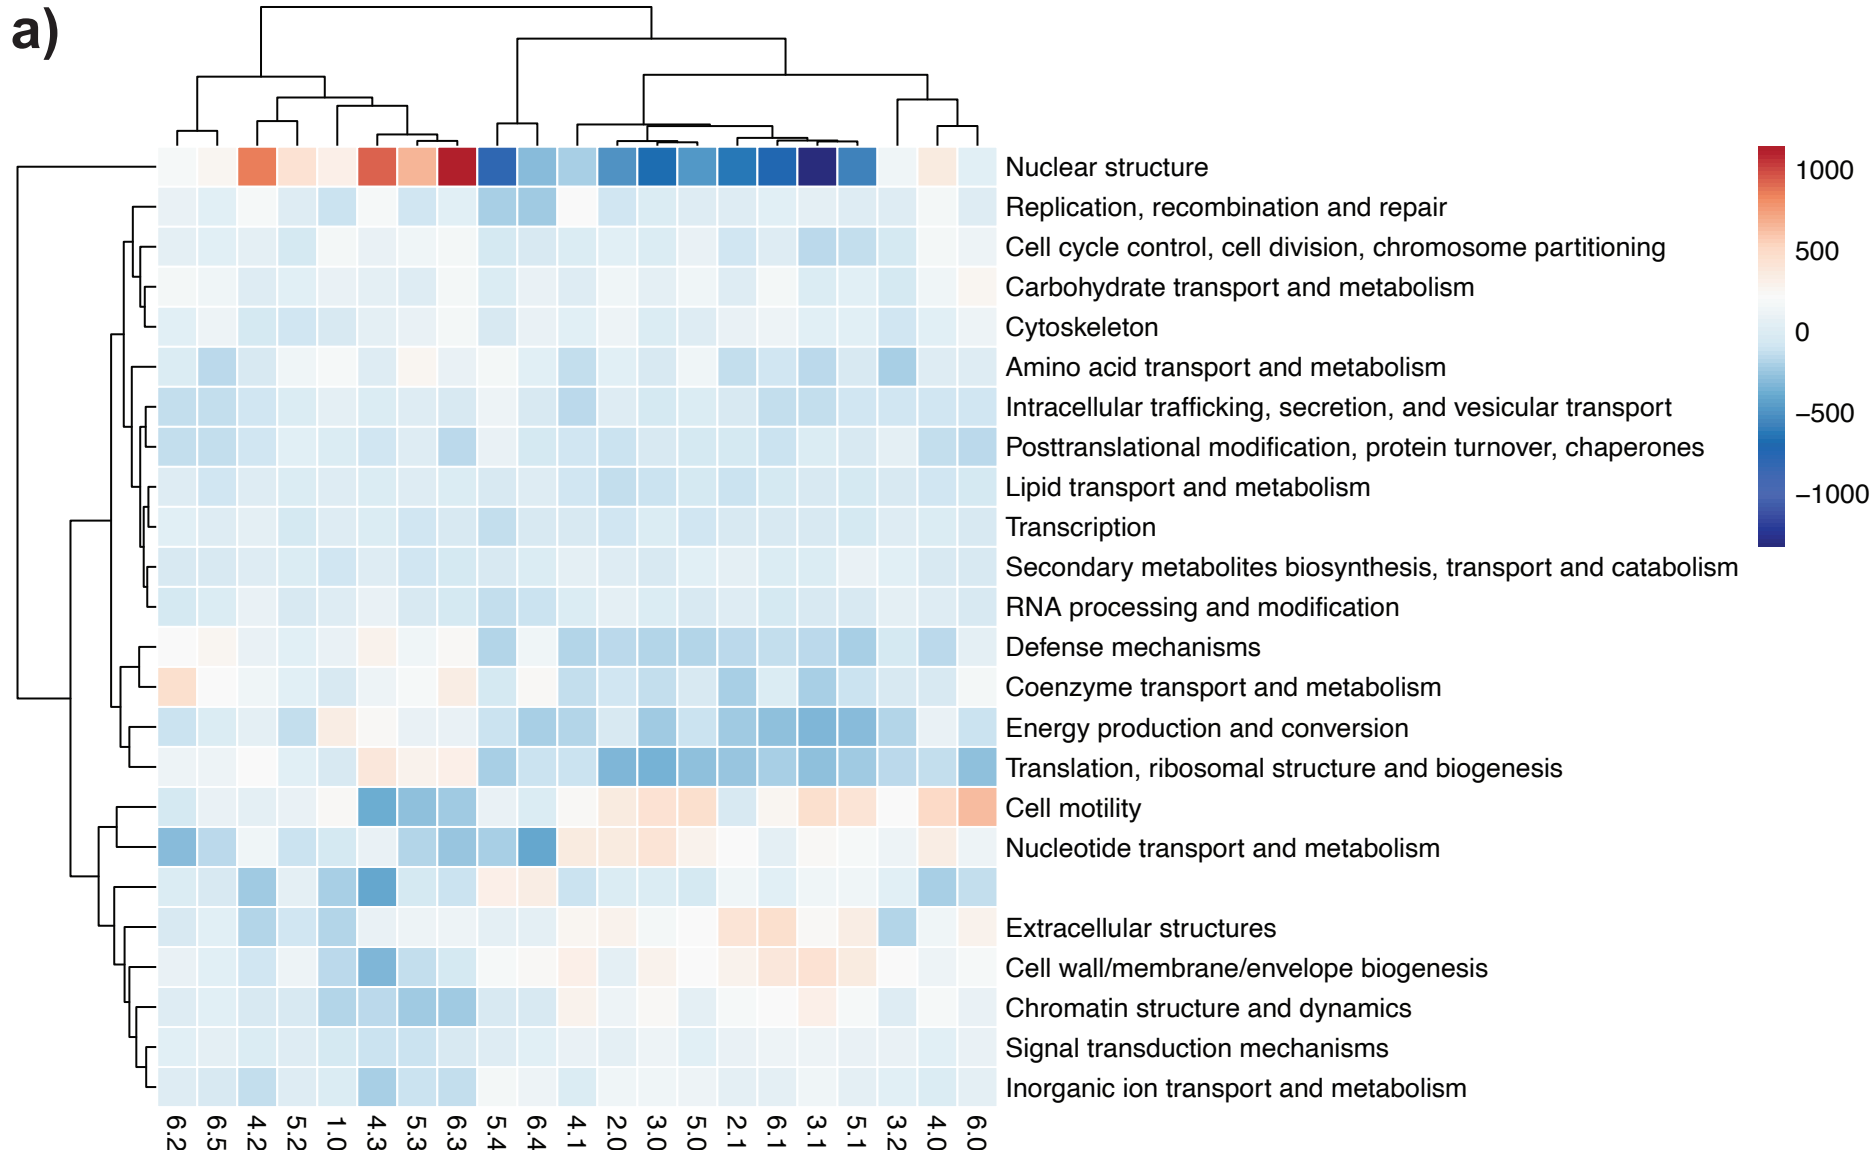 a)
Nuclear structure
Replication, recombination and repair
Cell cycle control, cell division, chromosome partitioning
Carbohydrate transport and metabolism
Cytoskeleton
Amino acid transport and metabolism
Intracellular trafficking, secretion, and vesicular transport
Posttranslational modification, protein turnover, chaperones
Lipid transport and metabolism
Transcription
Secondary metabolites biosynthesis, transport and catabolism
RNA processing and modification
Defense mechanisms
Coenzyme transport and metabolism
Energy production and conversion
Translation, ribosomal structure and biogenesis
Cell motility
Nucleotide transport and metabolism
Extracellular structures
Cell wall/membrane/envelope biogenesis
Chromatin structure and dynamics
Signal transduction mechanisms
Inorganic ion transport and metabolism
1000
500
0
−500
−1000
6.2
6.5
4.2
5.2
1.0
4.3
5.3
6.3
5.4
6.4
4.1
2.0
3.0
5.0
2.1
6.1
3.1
5.1
3.2
4.0
6.0